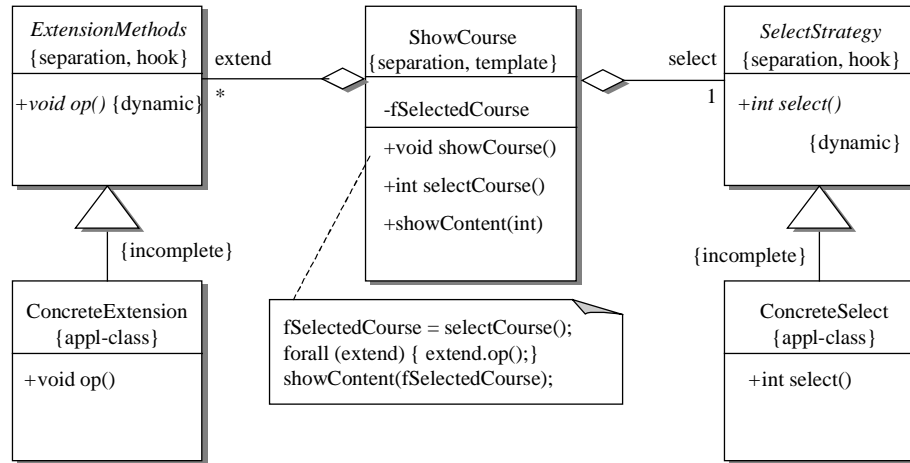 ExtensionMethods
{separation, hook}
+void op() {dynamic}
extend
*
ShowCourse
{separation, template}
-fSelectedCourse
+void showCourse()
+int selectCourse()
+showContent(int)
select
1
SelectStrategy
{separation, hook}
+int select()
{dynamic}
{incomplete}
{incomplete}
ConcreteExtension
{appl-class}
+void op()
fSelectedCourse = selectCourse();
forall (extend) { extend.op();}
showContent(fSelectedCourse);
ConcreteSelect
{appl-class}
+int select()